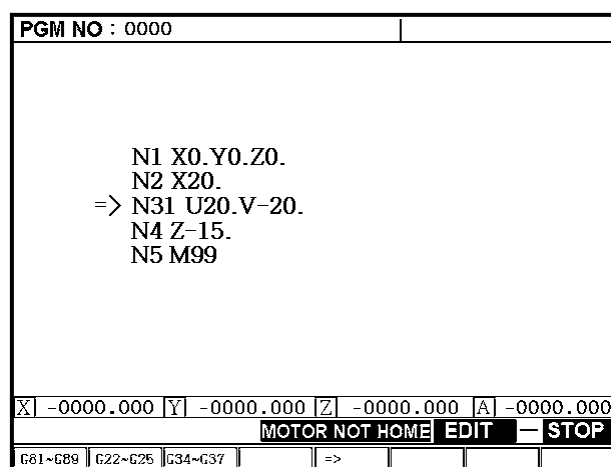 PGM NO : 0000
N1 X0.Y0.Z0.
N2 X20.
=> N31 U20.V-20.
N4 Z-15.
N5 M99
X -0000.000 Y -0000.000 Z -0000.000 A -0000.000
MOTOR NOT HOME EDIT — STOP
G81~G89 G22~G25 G34~G37 =>